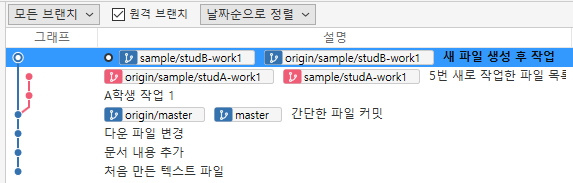 모든 브랜치 원격 브랜치 날짜순으로 정렬
그래프 설명
sample/studB-work1 origin/sample/studB-work1 새 파일 생성 후 작업
origin/sample/studA-work1 sample/studA-work1 5번 새로 작업한 파일 목록
A학생 작업 1
origin/master master 간단한 파일 커밋
다운 파일 변경
문서 내용 추가
처음 만든 텍스트 파일